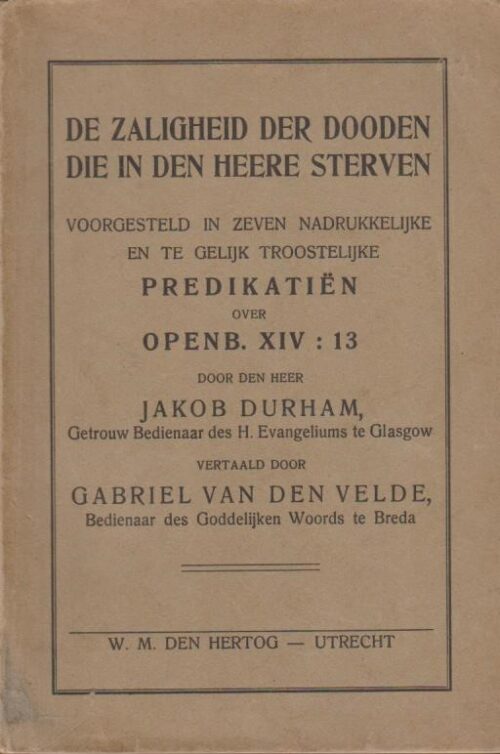 DE ZALIGHEID DER DOODEN
DIE IN DEN HEERE STERVEN
VOORGESTELD IN ZEVEN NADRUKKELIJKE
EN TE GELIJK TROOSTELIJKE
PREDIKATIËN
OVER
OPENB. XIV : 13
DOOR DEN HEER
JAKOB DURHAM,
Getrouw Bedienaar des H. Evangeliums te Glasgow
VERTAALD DOOR
GABRIEL VAN DEN VELDE,
Bedienaar des Goddelijken Woords te Breda
W. M. DEN HERTOG — UTRECHT